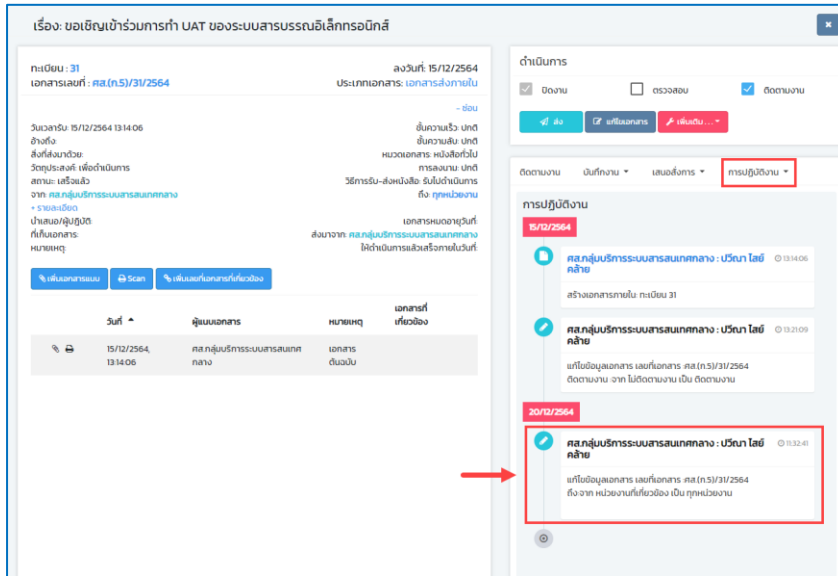 เรื่อง: ขอเชิญเข้าร่วมการทำ UAT ของระบบสารบรรณอิเล็กทรอนิกส์
×
ทะเบียน : 31
ลงวันที่: 15/12/2564
เอกสารเลขที่ : ศส.(ก.5)/31/2564
ประเภทเอกสาร: เอกสารส่งภายใน
- ซ่อน
วันเวลารับ: 15/12/2564 13:14:06
ชั้นความเร็ว: ปกติ
อ้างถึง:
ชั้นความลับ: ปกติ
สิ่งที่ส่งมาด้วย:
หมวดเอกสาร: หนังสือทั่วไป
วัตถุประสงค์: เพื่อดำเนินการ
การลงนาม: ปกติ
สถานะ: เสร็จแล้ว
วิธีการรับ-ส่งหนังสือ: รับไปดำเนินการ
จาก: ศส.กลุ่มบริการระบบสารสนเทศกลาง
ถึง: ทุกหน่วยงาน
+ รายละเอียด
นำเสนอ/ผู้ปฏิบัติ:
เอกสารหมดอายุวันที่:
ที่เก็บเอกสาร:
ส่งมาจาก: ศส.กลุ่มบริการระบบสารสนเทศกลาง
หมายเหตุ:
ให้ดำเนินการแล้วเสร็จภายในวันที่:
เพิ่มเอกสารแนบ
Scan
เพิ่มเลขที่เอกสารที่เกี่ยวข้อง
วันที่
ผู้แนบเอกสาร
หมายเหตุ
เอกสารที่
เกี่ยวข้อง
15/12/2564,
13:14:06
ศส.กลุ่มบริการระบบสารสนเทศ
กลาง
เอกสาร
ต้นฉบับ
ดำเนินการ
ปิดงาน
ตรวจสอบ
ติดตามงาน
ส่ง
แก้ไขเอกสาร
เพิ่มเติม...
ติดตามงาน
บันทึกงาน
เสนอสั่งการ
การปฏิบัติงาน
การปฏิบัติงาน
15/12/2564
ศส.กลุ่มบริการระบบสารสนเทศกลาง : ปวีณา ไสย์
คล้าย
13:14:06
สร้างเอกสารภายใน ทะเบียน 31
ศส.กลุ่มบริการระบบสารสนเทศกลาง : ปวีณา ไสย์
คล้าย
13:21:09
แก้ไขข้อมูลเอกสาร เลขที่เอกสาร :ศส.(ก.5)/31/2564
ติดตามงาน :จาก ไม่ติดตามงาน เป็น ติดตามงาน
20/12/2564
ศส.กลุ่มบริการระบบสารสนเทศกลาง : ปวีณา ไสย์
คล้าย
11:32:41
แก้ไขข้อมูลเอกสาร เลขที่เอกสาร :ศส.(ก.5)/31/2564
ถึง:จาก หน่วยงานที่เกี่ยวข้อง เป็น ทุกหน่วยงาน